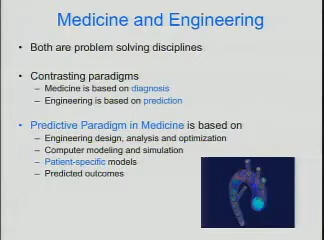 Medicine and Engineering
• Both are problem solving disciplines
• Contrasting paradigms
– Medicine is based on diagnosis
– Engineering is based on prediction
• Predictive Paradigm in Medicine is based on
– Engineering design, analysis and optimization
– Computer modeling and simulation
– Patient-specific models
– Predicted outcomes